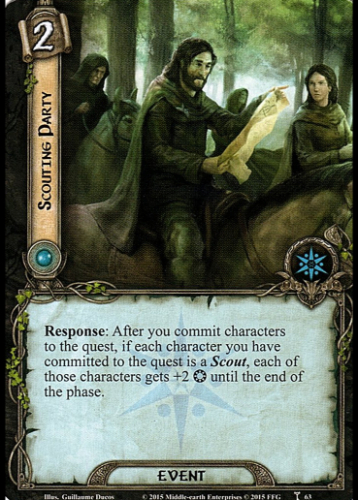 2
SCOUTING PARTY
Response: After you commit characters
to the quest, if each character you have
committed to the quest is a Scout, each of
those characters gets +2 until the end of
the phase.
EVENT
Illus. Guillaume Ducos © 2015 Middle-earth Enterprises © 2015 FFG 63